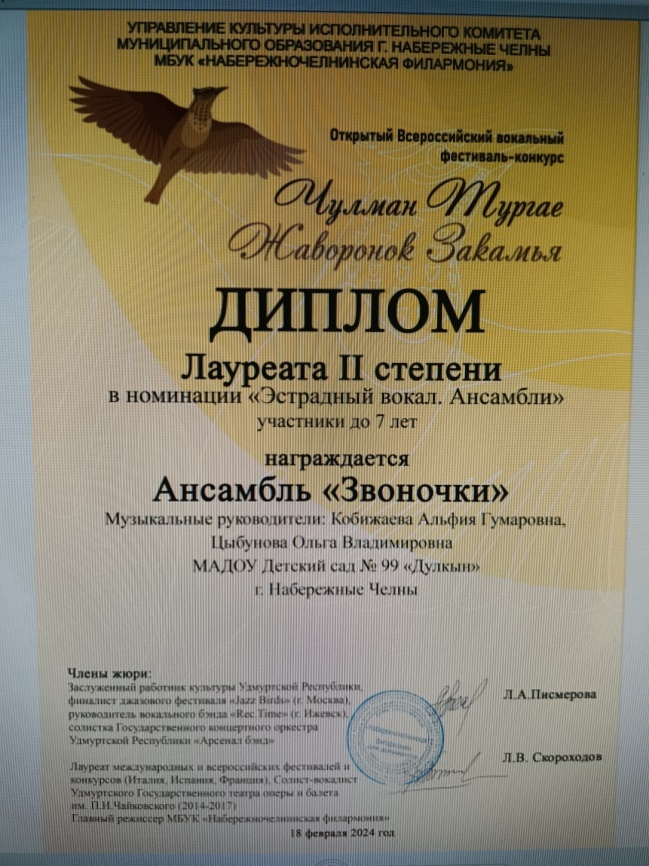 УПРАВЛЕНИЕ КУЛЬТУРЫ ИСПОЛНИТЕЛЬНОГО КОМИТЕТА
МУНИЦИПАЛЬНОГО ОБРАЗОВАНИЯ Г. НАБЕРЕЖНЫЕ ЧЕЛНЫ
МБУК «НАБЕРЕЖНОЧЕЛНИНСКАЯ ФИЛАРМОНИЯ»
Открытый Всероссийский вокальный
фестиваль-конкурс
Чулман Тургае
Жаворонок Закамья
ДИПЛОМ
Лауреата II степени
в номинации «Эстрадный вокал. Ансамбли»
участники до 7 лет
награждается
Ансамбль «Звоночки»
Музыкальные руководители: Кобижаева Альфия Гумаровна,
Цыбунова Ольга Владимировна
МАДОУ Детский сад № 99 «Дулкын»
г. Набережные Челны
Члены жюри:
Заслуженный работник культуры Удмуртской Республики,
финалист джазового фестиваля «Jazz Birds» (г. Москва),
руководитель вокального бэнда «Rec.Time» (г. Ижевск),
солистка Государственного концертного оркестра
Удмуртской Республики «Арсенал бэнд»
Л.А.Писмерова
Лауреат международных и всероссийских фестивалей и
конкурсов (Италия, Испания, Франция), Солист-вокалист
Удмуртского Государственного театра оперы и балета
им. П.И.Чайковского (2014-2017)
Главный режиссер МБУК «Набережночелнинская филармония»
Л.В. Скороходов
18 февраля 2024 год